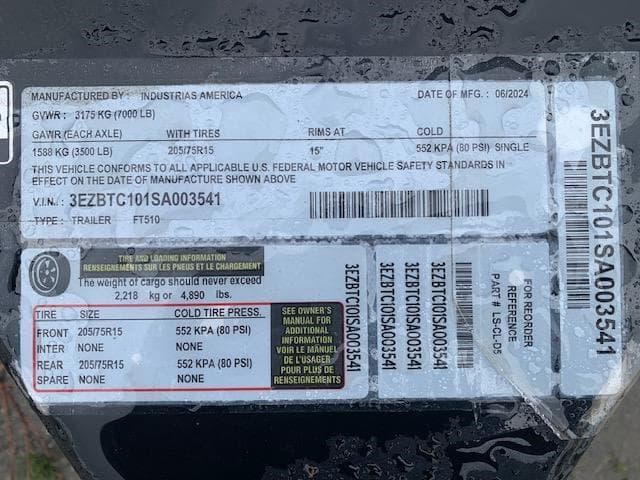 MANUFACTURED BY : INDUSTRIAS AMERICA DATE OF MFG. : 06/2024
GVWR : 3175 KG (7000 LB)
GAWR (EACH AXLE) WITH TIRES RIMS AT COLD
1588 KG (3500 LB) 205/75R15 15" 552 KPA (80 PSI) SINGLE
THIS VEHICLE CONFORMS TO ALL APPLICABLE U.S. FEDERAL MOTOR VEHICLE SAFETY STANDARDS IN
EFFECT ON THE DATE OF MANUFACTURE SHOWN ABOVE
V.I.N. : 3EZBTC101SA003541
TYPE : TRAILER FT510
3EZBTC101SA003541
TIRE AND LOADING INFORMATION
RENSEIGNEMENTS SUR LES PNEUS ET LE CHARGEMENT
The weight of cargo should never exceed
2,218 kg or 4,890 lbs.
TIRE SIZE COLD TIRE PRESS.
FRONT 205/75R15 552 KPA (80 PSI)
INTER NONE NONE
REAR 205/75R15 552 KPA (80 PSI)
SPARE NONE NONE
SEE OWNER'S
MANUAL FOR
ADDITIONAL
INFORMATION
VOIR LE MANUEL
DE L'USAGER
POUR PLUS DE
RENSEIGNEMENTS
3EZBTC101SA003541
3EZBTC101SA003541
3EZBTC101SA003541
3EZBTC101SA003541
FOR REORDER
REFERENCE
PART # LS-CL-05